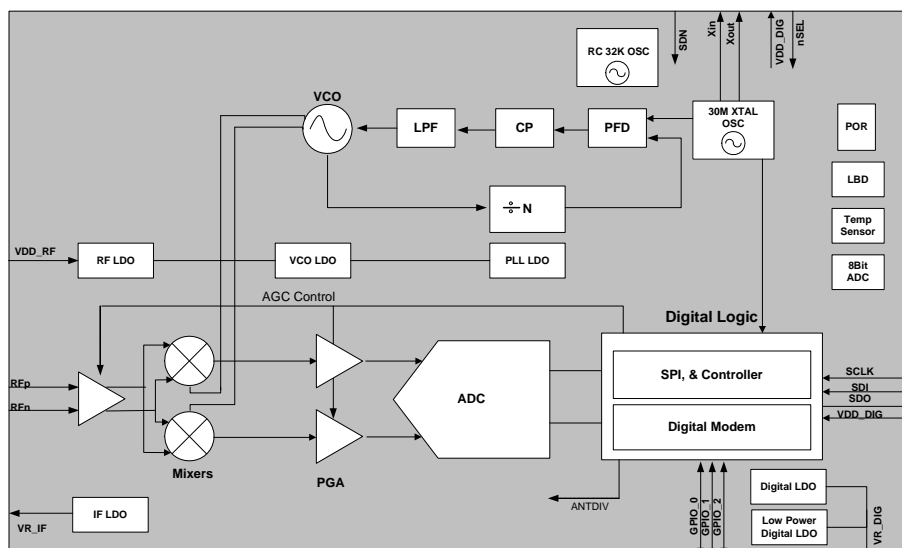 SDN
Xin
Xout
VDD_DIG
nSEL
RC 32K OSC
VCO
LPF
CP
PFD
30M XTAL
OSC
POR
LBD
Temp
Sensor
8Bit
ADC
÷ N
VDD_RF
RF LDO
VCO LDO
PLL LDO
AGC Control
Digital Logic
SPI, & Controller
Digital Modem
ADC
RFp
RFn
SCLK
SDI
SDO
VDD_DIG
Mixers
PGA
ANTDIV
GPIO_0
GPIO_1
GPIO_2
Digital LDO
Low Power
Digital LDO
VR_DIG
IF LDO
VR_IF